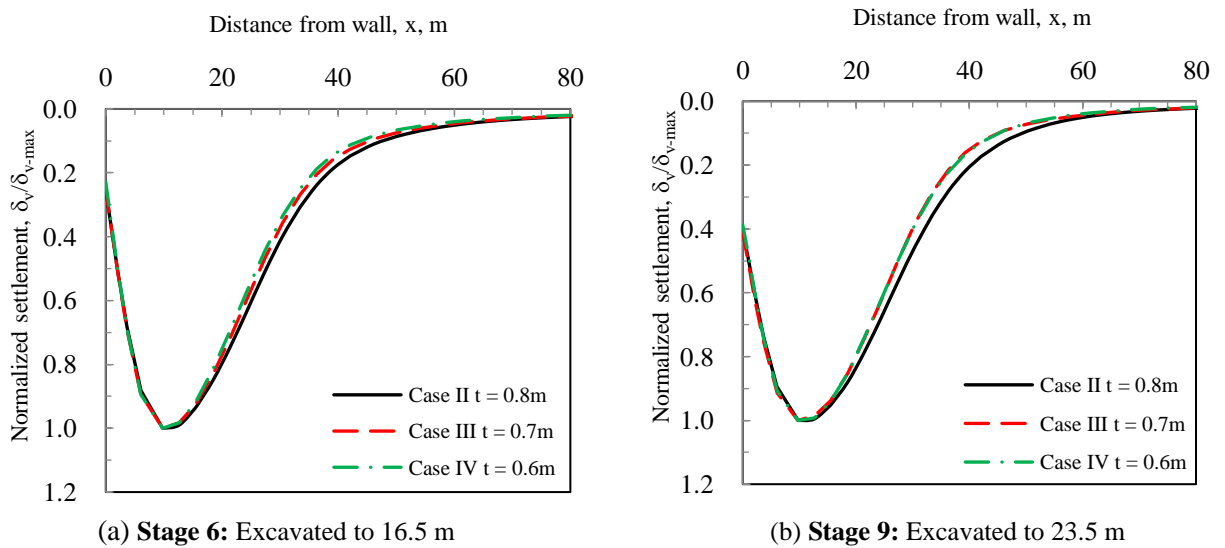 Distance from wall, x, m
0 20 40 60 80
0.0
0.2
0.4
0.6
0.8
1.0
1.2
Normalized settlement, δv/δv-max
Case II t = 0.8m
Case III t = 0.7m
Case IV t = 0.6m
(a) Stage 6: Excavated to 16.5 m
Distance from wall, x, m
0 20 40 60 80
0.0
0.2
0.4
0.6
0.8
1.0
1.2
Normalized settlement, δv/δv-max
Case II t = 0.8m
Case III t = 0.7m
Case IV t = 0.6m
(b) Stage 9: Excavated to 23.5 m